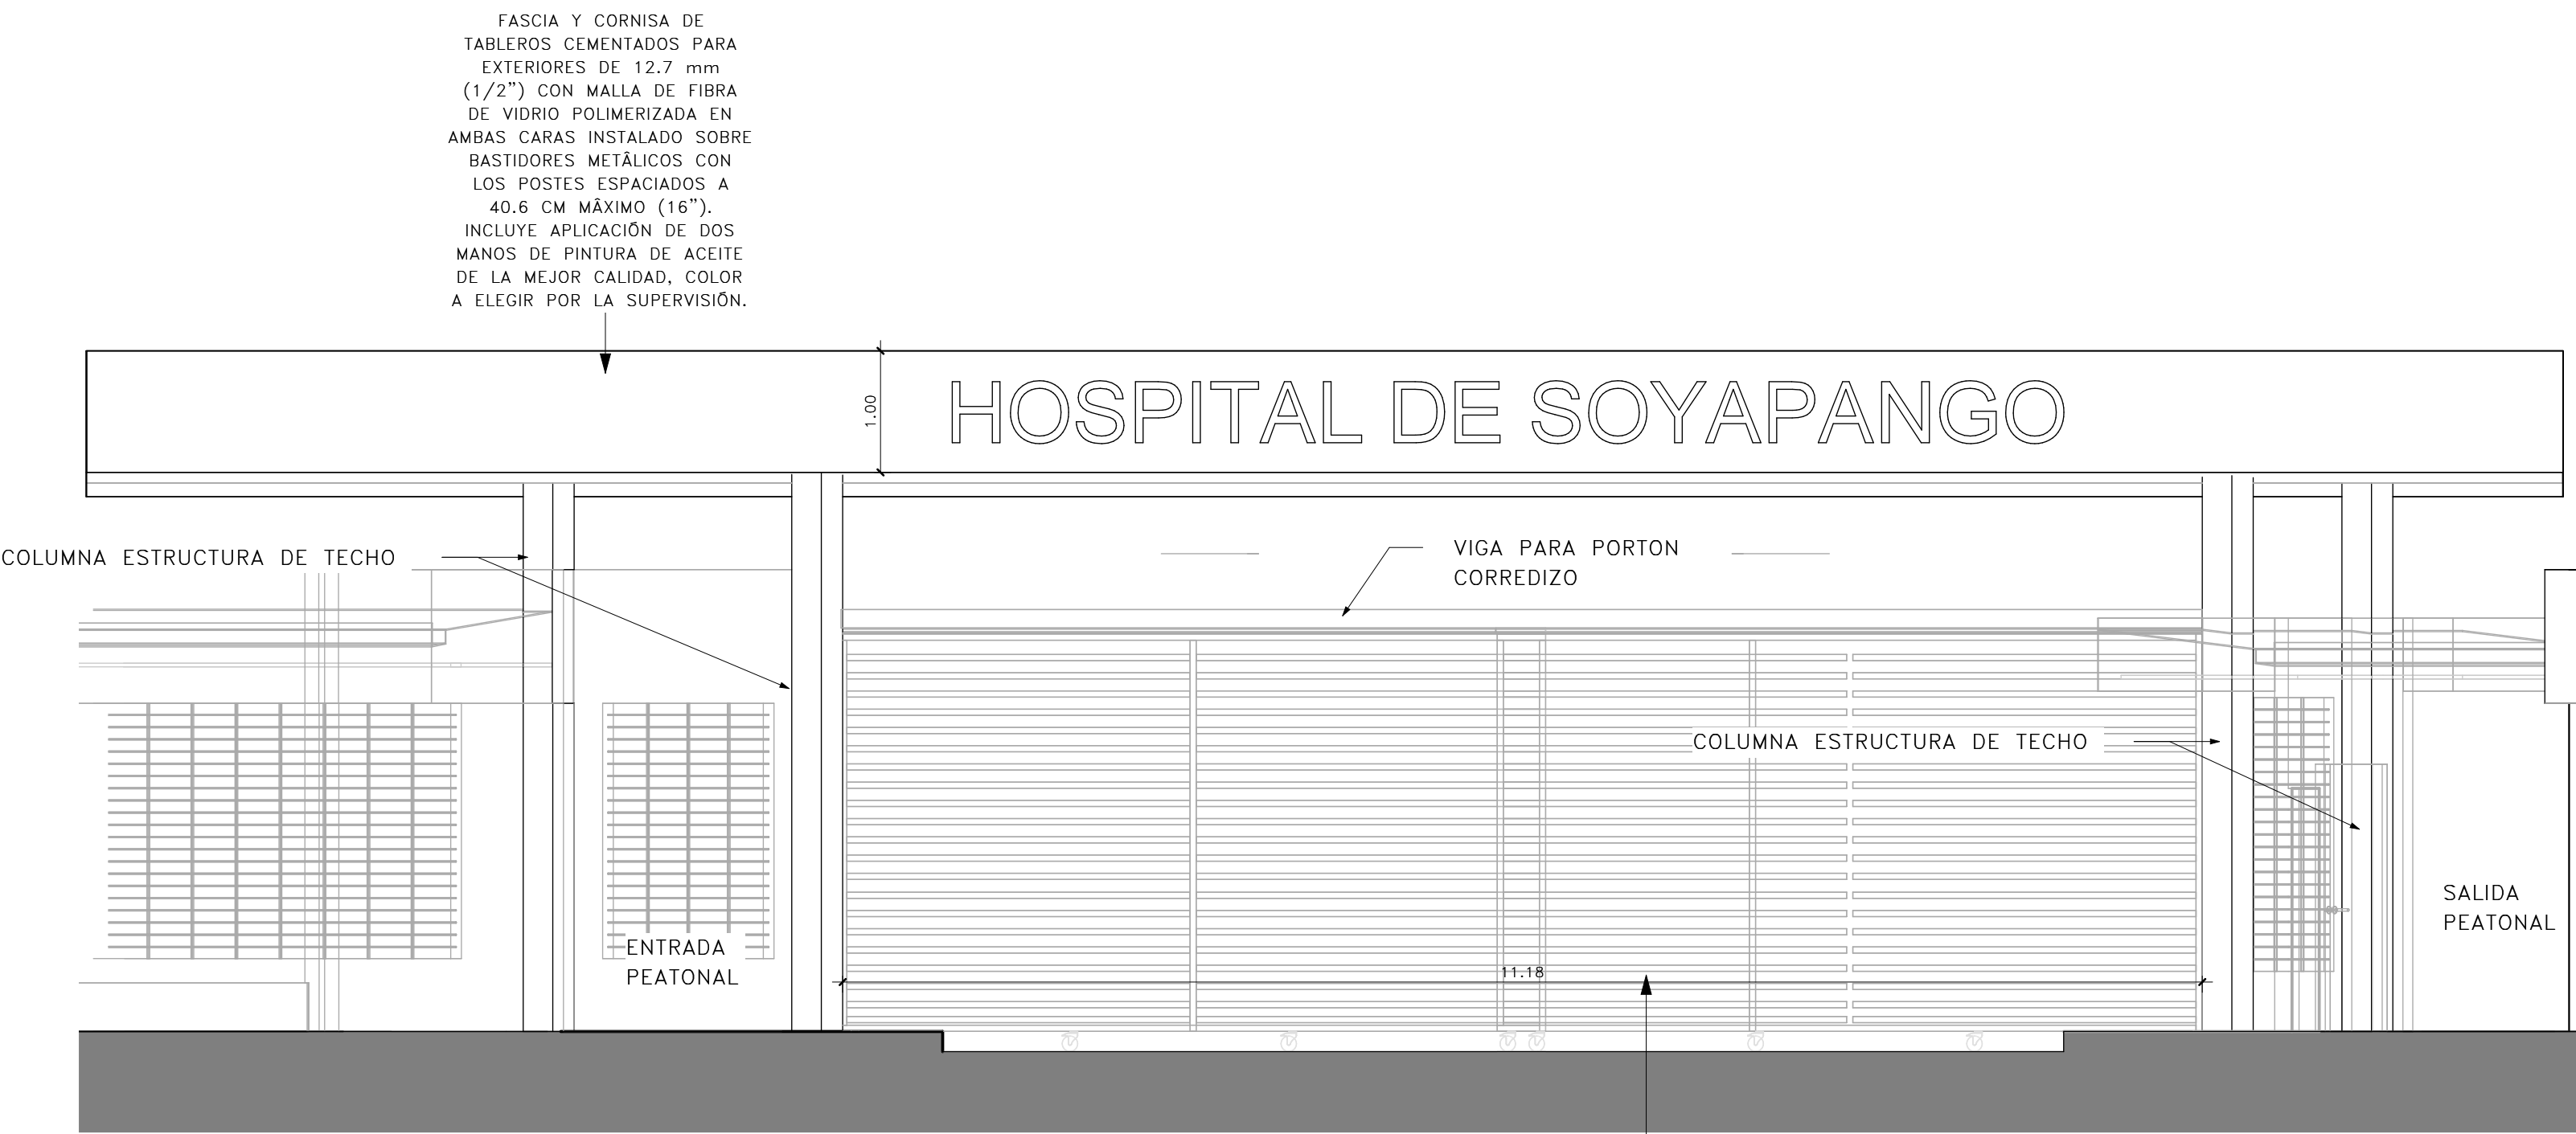 FASCIA Y CORNISA DE
TABLEROS CEMENTADOS PARA
EXTERIORES DE 12.7 mm
(1/2”) CON MALLA DE FIBRA
DE VIDRIO POLIMERIZADA EN
AMBAS CARAS INSTALADO SOBRE
BASTIDORES METÂLICOS CON
LOS POSTES ESPACIADOS A
40.6 CM MÂXIMO (16”).
INCLUYE APLICACIÓN DE DOS
MANOS DE PINTURA DE ACEITE
DE LA MEJOR CALIDAD, COLOR
A ELEGIR POR LA SUPERVISIÓN.
1.00
HOSPITAL DE SOYAPANGO
COLUMNA ESTRUCTURA DE TECHO
VIGA PARA PORTON
CORREDIZO
COLUMNA ESTRUCTURA DE TECHO
ENTRADA
PEATONAL
11.18
SALIDA
PEATONAL